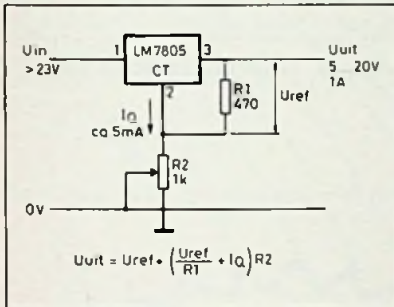 Uin
>23V
1
LM7805
CT
3
2
Uuit
5...20V
1A
R1
470
Uref
IQ
ca 5mA
R2
1k
0V
Uuit = Uref + (Uref/R1 + IQ) R2